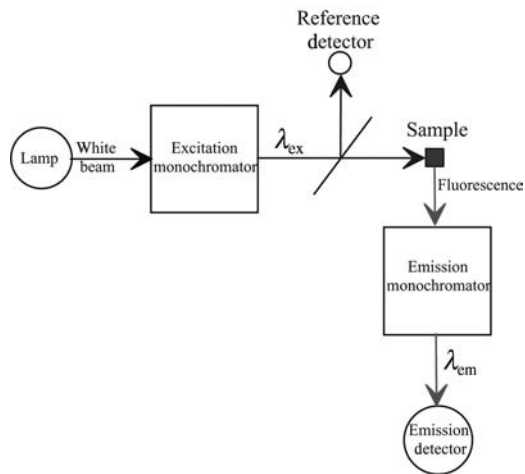 Reference
detector
Lamp
White
beam
Excitation
monochromator
λex
Sample
Fluorescence
Emission
monochromator
λem
Emission
detector